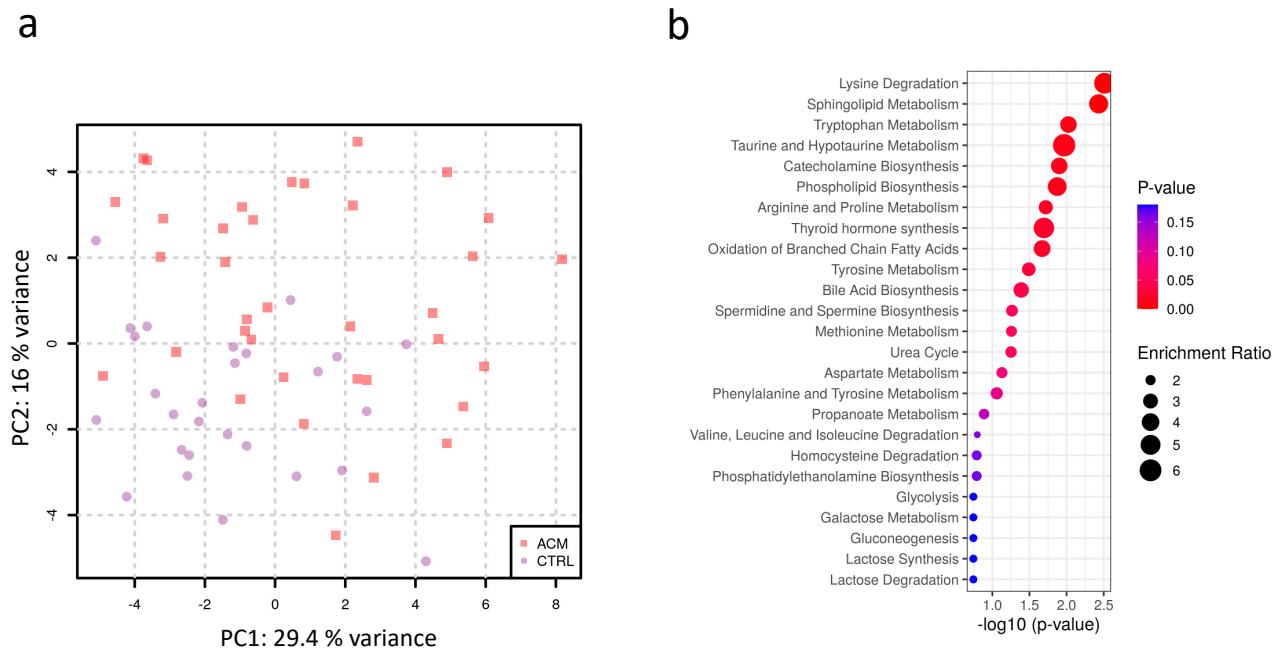 a
b
PC2: 16 % variance
4
2
0
-2
-4
-4
-2
0
2
4
6
8
PC1: 29.4 % variance
ACM
CTRL
Lysine Degradation
Sphingolipid Metabolism
Tryptophan Metabolism
Taurine and Hypotaurine Metabolism
Catecholamine Biosynthesis
Phospholipid Biosynthesis
Arginine and Proline Metabolism
Thyroid hormone synthesis
Oxidation of Branched Chain Fatty Acids
Tyrosine Metabolism
Bile Acid Biosynthesis
Spermidine and Spermine Biosynthesis
Methionine Metabolism
Urea Cycle
Aspartate Metabolism
Phenylalanine and Tyrosine Metabolism
Propanoate Metabolism
Valine, Leucine and Isoleucine Degradation
Homocysteine Degradation
Phosphatidylethanolamine Biosynthesis
Glycolysis
Galactose Metabolism
Gluconeogenesis
Lactose Synthesis
Lactose Degradation
1.0 1.5 2.0 2.5
-log10 (p-value)
P-value
0.15
0.10
0.05
0.00
Enrichment Ratio
2
3
4
5
6